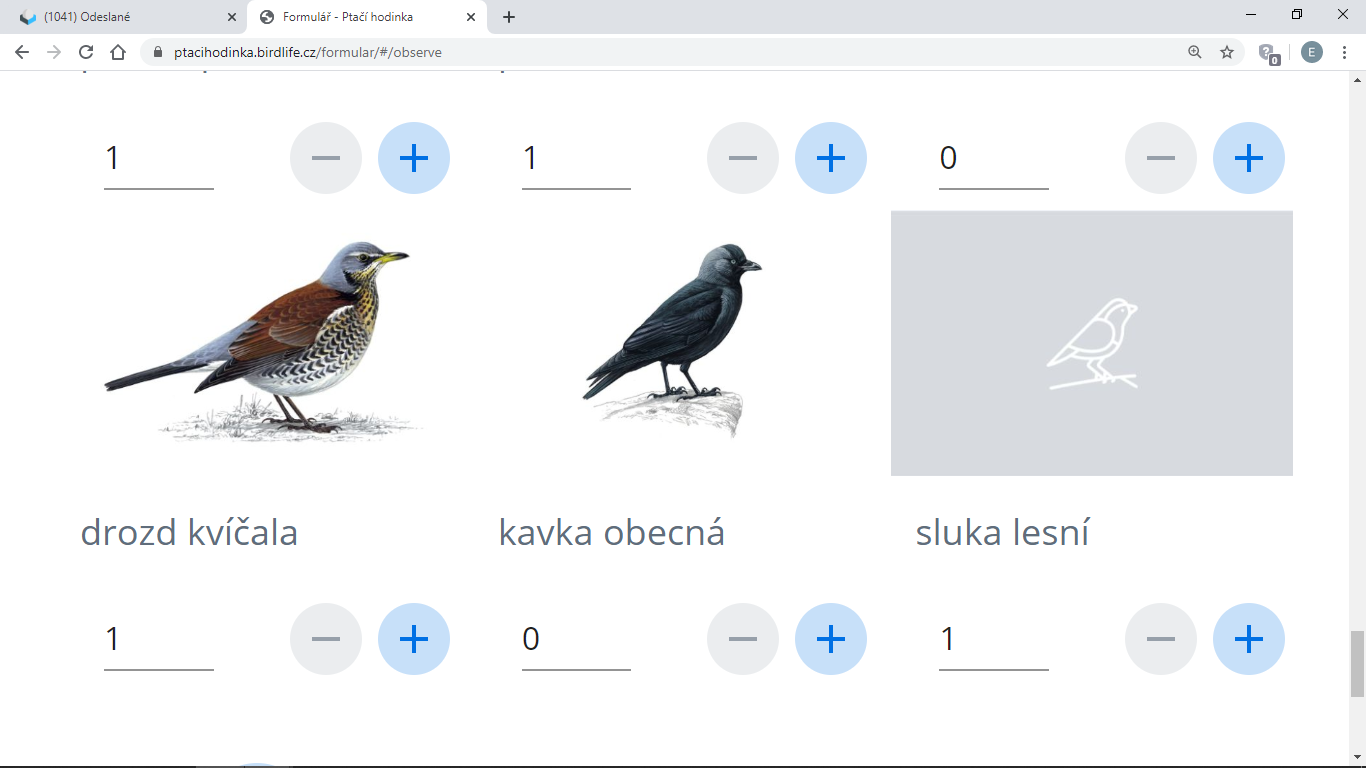 (1041) Odeslané
Formulář - Ptačí hodinka
ptacihodinka.birdlife.cz/formular/#/observe
0
E
1
1
0
drozd kvíčala
kavka obecná
sluka lesní
1
0
1